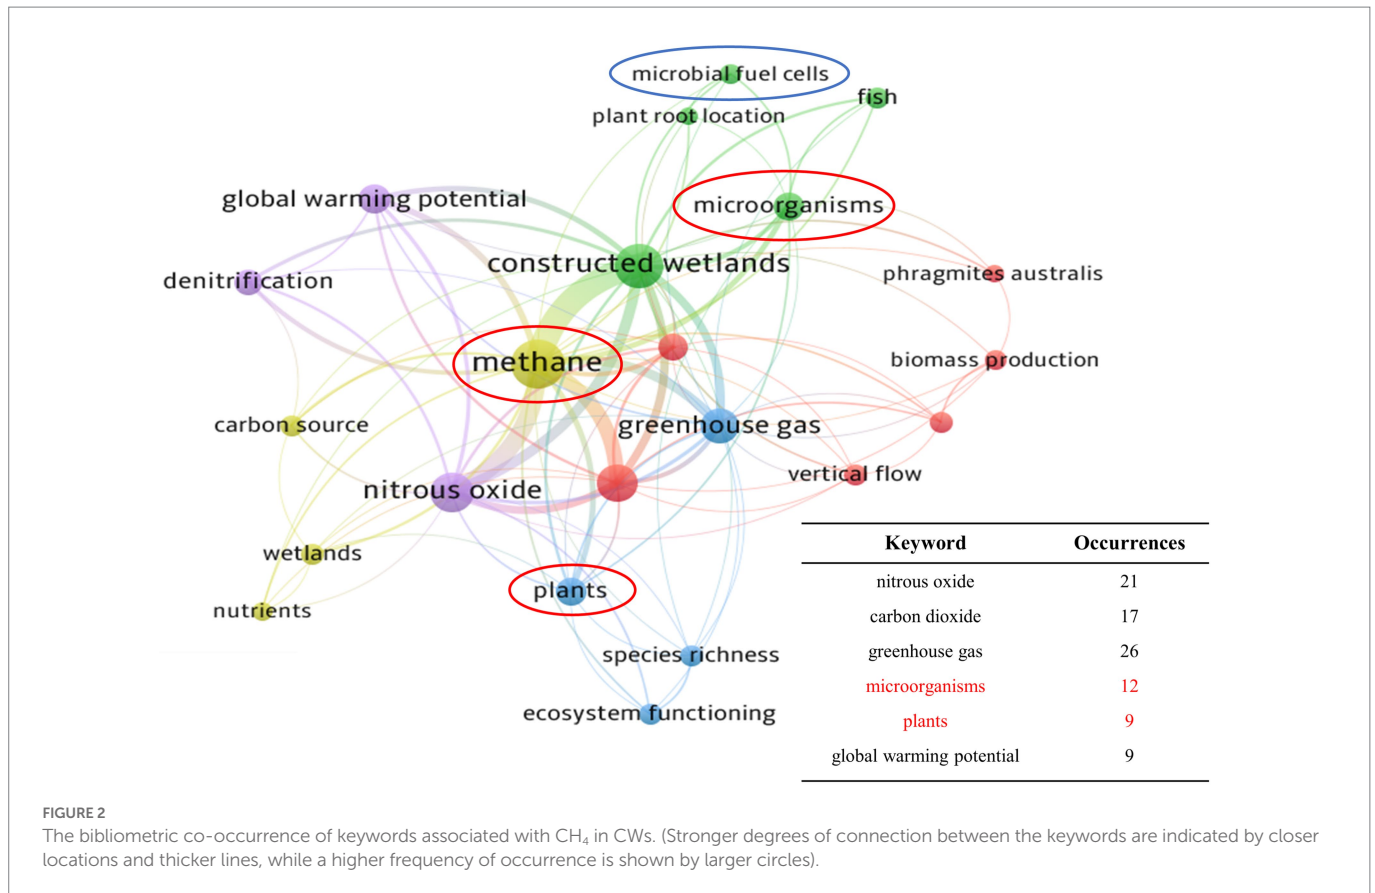 microbial fuel cells
fish
plant root location
global warming potential
microorganisms
constructed wetlands
phragmites australis
denitrification
methane
biomass production
carbon source
greenhouse gas
vertical flow
nitrous oxide
wetlands
plants
nutrients
species richness
ecosystem functioning
Keyword Occurrences
nitrous oxide 21
carbon dioxide 17
greenhouse gas 26
microorganisms 12
plants 9
global warming potential 9
FIGURE 2
The bibliometric co-occurrence of keywords associated with CH₄ in CWs. (Stronger degrees of connection between the keywords are indicated by closer
locations and thicker lines, while a higher frequency of occurrence is shown by larger circles).